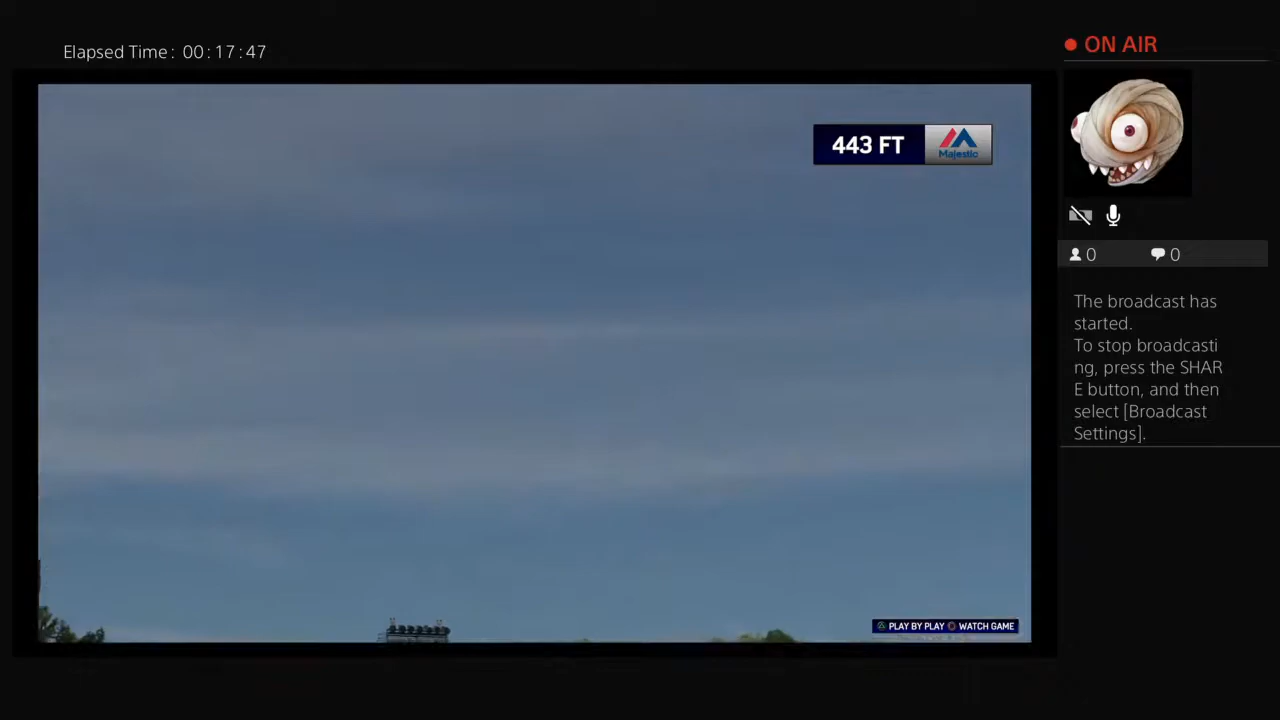 Elapsed Time: 00:17:47
ON AIR
443 FT
Majestic
0
0
The broadcast has
started.
To stop broadcasti
ng, press the SHAR
E button, and then
select [Broadcast
Settings].
PLAY BY PLAY WATCH GAME